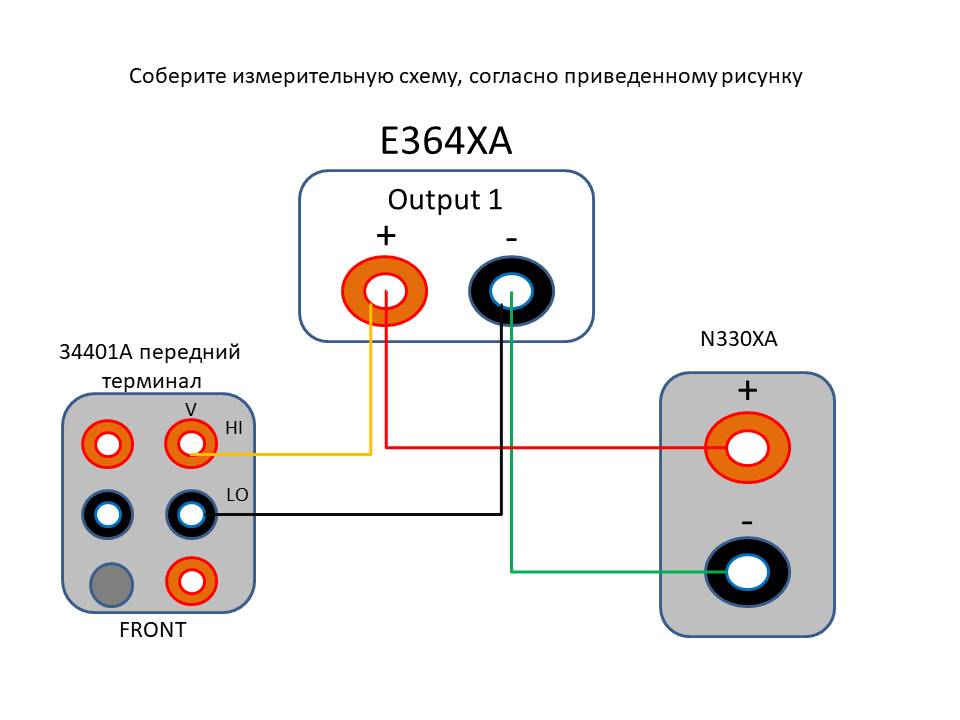 Соберите измерительную схему, согласно приведенному рисунку
E364XA
Output 1
+ -
34401A передний
терминал
V
HI
LO
FRONT
N330XA
+
-